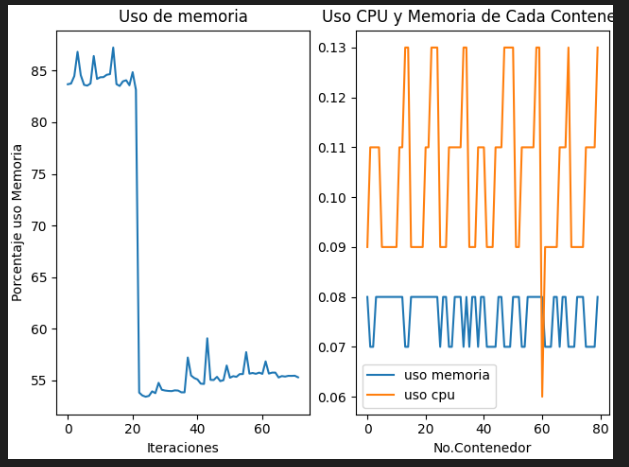 Uso de memoria
Porcentaje uso Memoria
85
80
75
70
65
60
55
0 20 40 60
Iteraciones
Uso CPU y Memoria de Cada Contene
0.13
0.12
0.11
0.10
0.09
0.08
0.07
0.06
uso memoria
uso cpu
0 20 40 60 80
No.Contenedor